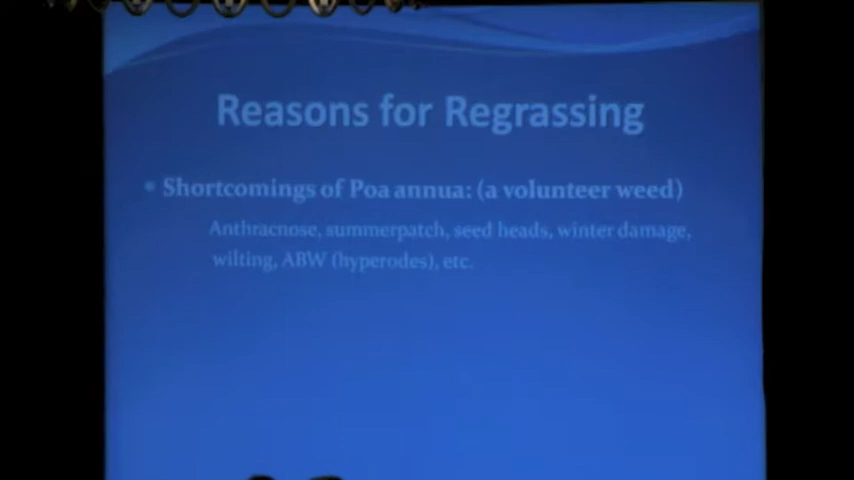 Reasons for Regrassing
• Shortcomings of Poa annua: (a volunteer weed)
Anthracnose, summerpatch, seed heads, winter damage,
wilting, ABW (hyperodes), etc.